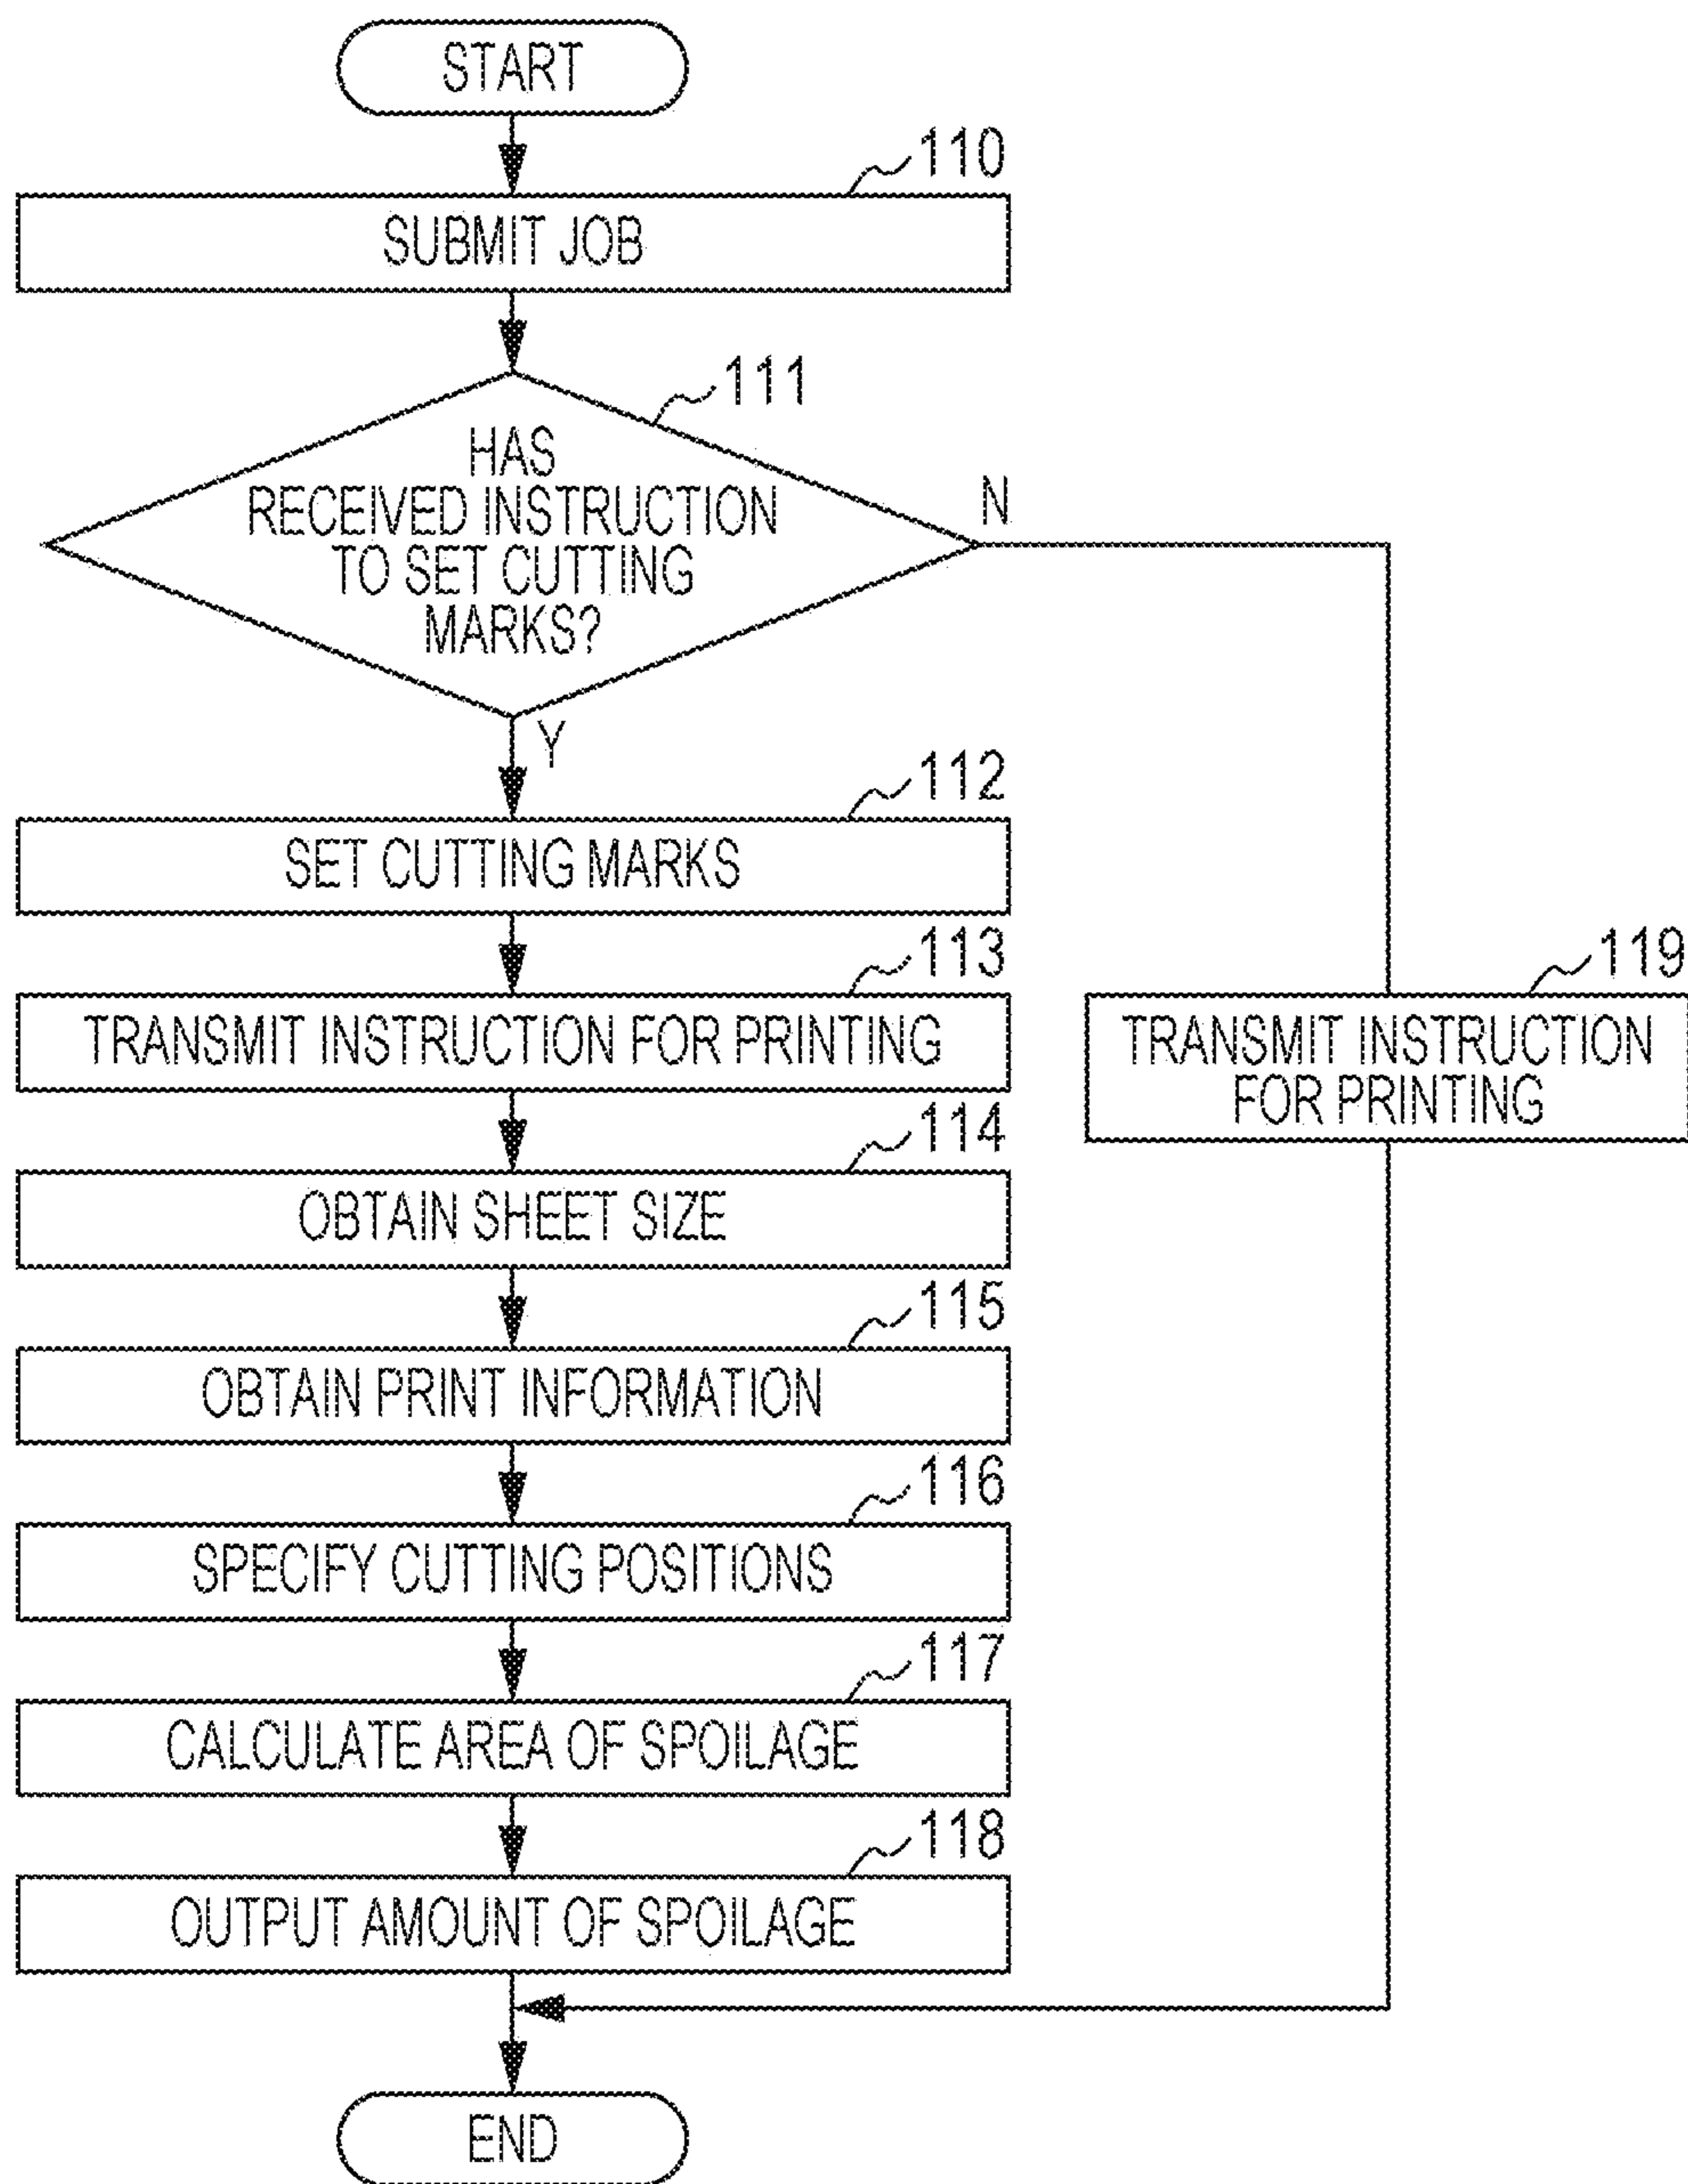 START
110
SUBMIT JOB
111
HAS
RECEIVED INSTRUCTION
TO SET CUTTING
MARKS?
N
Y
112
SET CUTTING MARKS
113
TRANSMIT INSTRUCTION FOR PRINTING
119
TRANSMIT INSTRUCTION
FOR PRINTING
114
OBTAIN SHEET SIZE
115
OBTAIN PRINT INFORMATION
116
SPECIFY CUTTING POSITIONS
117
CALCULATE AREA OF SPOILAGE
118
OUTPUT AMOUNT OF SPOILAGE
END